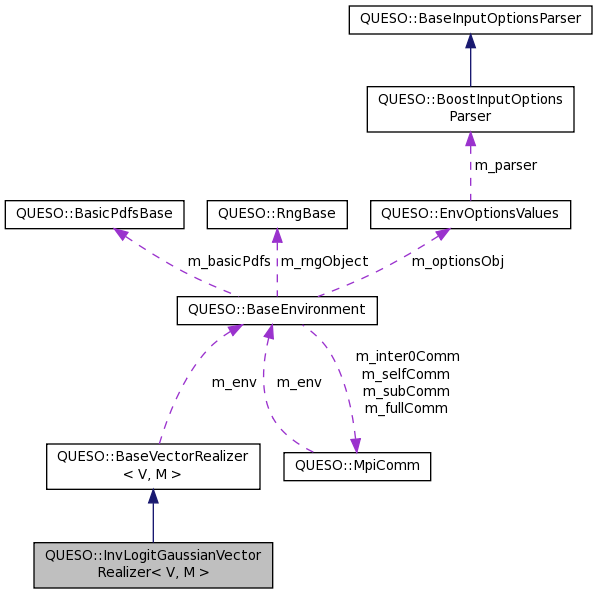 QUESO::BaseInputOptionsParser
QUESO::BoostInputOptions
Parser
m_parser
QUESO::BasicPdfsBase
QUESO::RngBase
QUESO::EnvOptionsValues
m_basicPdfs
m_rngObject
m_optionsObj
QUESO::BaseEnvironment
m_env
m_env
m_inter0Comm
m_selfComm
m_subComm
m_fullComm
QUESO::BaseVectorRealizer
< V, M >
QUESO::MpiComm
QUESO::InvLogitGaussianVector
Realizer< V, M >